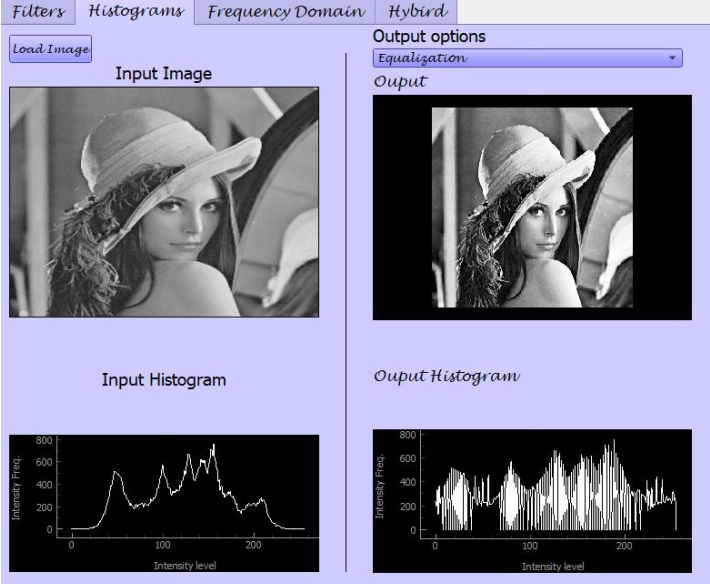 Filters Histograms Frequency Domain Hybird
Load Image
Input Image
Output options
Equalization
Ouput
Input Histogram
800
600
400
200
0
Intensity Freq.
0 100 200
Intensity level
Ouput Histogram
800
600
400
200
0
Intensity Freq.
0 100 200
Intensity level